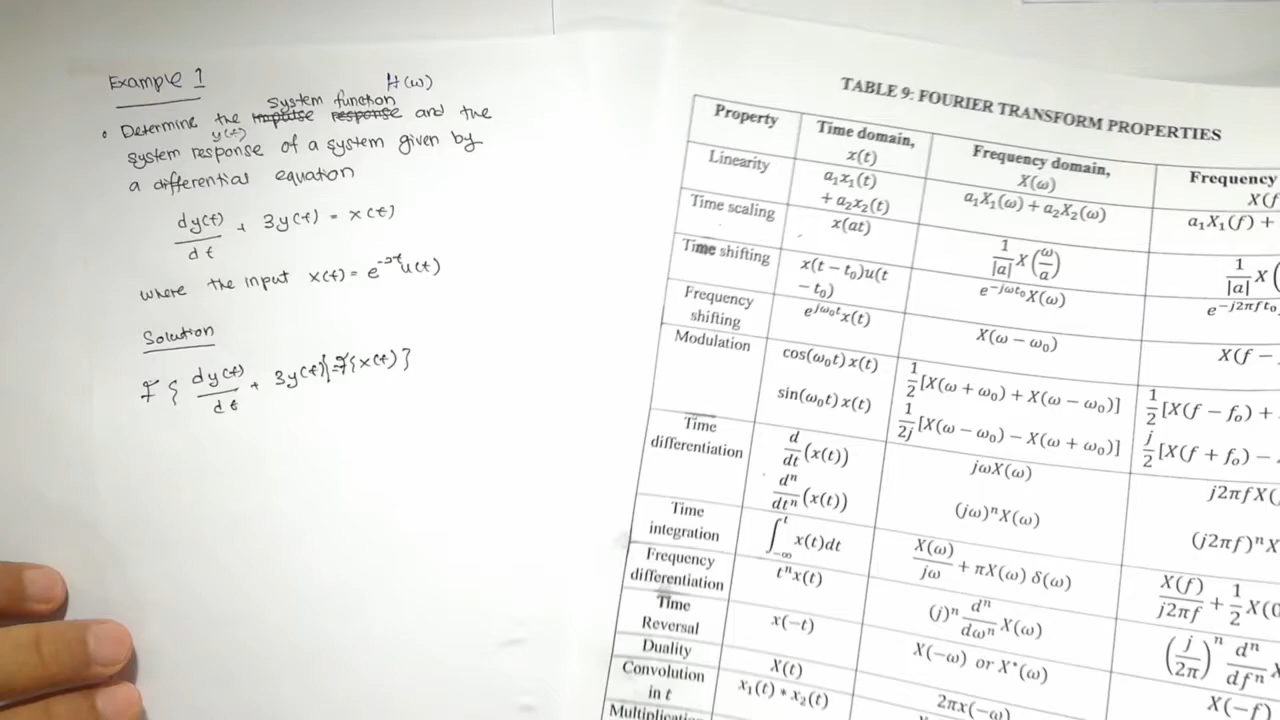 Example 1
H(ω)
system function
• Determine the impulse response and the
y(t)
system response of a system given by
a differential equation
dy(t)/dt + 3y(t) = x(t)
where the input x(t) = e u(t)
Solution
ℱ { dy(t)/dt + 3y(t)} = ℱ{x(t)}
TABLE 9: FOURIER TRANSFORM PROPERTIES
Property
Time domain,
x(t)
Frequency domain,
X(ω)
Frequency
X(f
Linearity
a₁x₁(t)
+ a₂x₂(t)
a₁X₁(ω) + a₂X₂(ω)
a₁X₁(f) +
Time scaling
x(at)
1/|a| X(ω/a)
1/|a| X(
Time shifting
x(t − t₀)u(t
− t₀)
e^{−jωt₀}X(ω)
e^{−j2πft₀}
Frequency
shifting
e^{jω₀t}x(t)
X(ω − ω₀)
X(f −
Modulation
cos(ω₀t) x(t)
1/2 [X(ω + ω₀) + X(ω − ω₀)]
1/2 [X(f − f₀) +
sin(ω₀t) x(t)
1/2j [X(ω − ω₀) − X(ω + ω₀)]
j/2 [X(f + f₀) −
Time
differentiation
d/dt (x(t))
jωX(ω)
j2πfX(
dⁿ/dtⁿ (x(t))
(jω)ⁿX(ω)
(j2πf)ⁿX
Time
integration
∫_{−∞}^{t} x(t)dt
X(ω)/jω + πX(ω) δ(ω)
X(f)/j2πf + 1/2 X(0
Frequency
differentiation
tⁿx(t)
(j)ⁿ dⁿ/dωⁿ X(ω)
(j/2π)ⁿ dⁿ/dfⁿ X
Time
Reversal
x(−t)
X(−ω) or X*(ω)
X(−f)
Duality
X(t)
2πx(−ω)
Convolution
in t
x₁(t) * x₂(t)
Multiplication